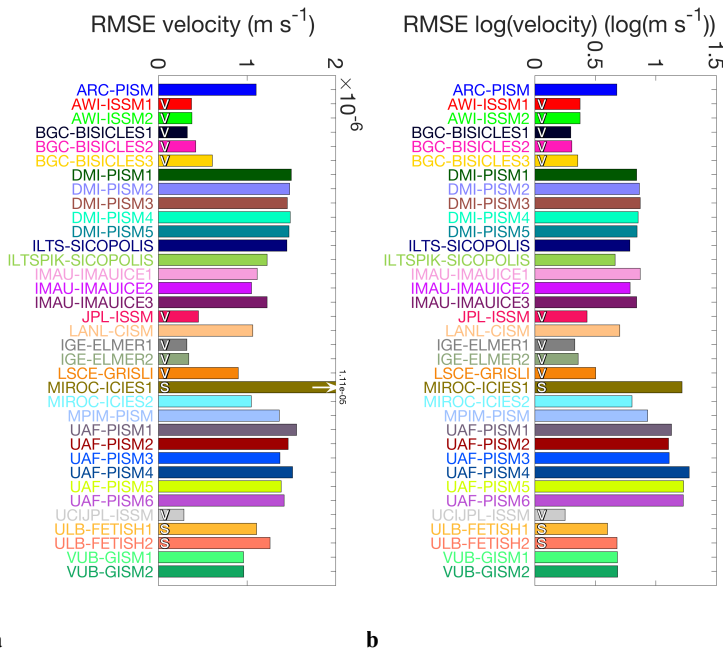 RMSE velocity (m s-1)
0 1 2
×10-6
ARC-PISM
AWI-ISSM1 V
AWI-ISSM2 V
BGC-BISICLES1 V
BGC-BISICLES2 V
BGC-BISICLES3 V
DMI-PISM1
DMI-PISM2
DMI-PISM3
DMI-PISM4
DMI-PISM5
ILTS-SICOPOLIS
ILTSPIK-SICOPOLIS
IMAU-IMAUICE1
IMAU-IMAUICE2
IMAU-IMAUICE3
JPL-ISSM V
LANL-CISM
IGE-ELMER1 V
IGE-ELMER2 V
LSCE-GRISLI V
MIROC-ICIES1 S 1.11e-05
MIROC-ICIES2
MPIM-PISM
UAF-PISM1
UAF-PISM2
UAF-PISM3
UAF-PISM4
UAF-PISM5
UAF-PISM6
UCIJPL-ISSM V
ULB-FETISH1 S
ULB-FETISH2 S
VUB-GISM1
VUB-GISM2
RMSE log(velocity) (log(m s-1))
0 0.5 1 1.5
ARC-PISM
AWI-ISSM1 V
AWI-ISSM2 V
BGC-BISICLES1 V
BGC-BISICLES2 V
BGC-BISICLES3 V
DMI-PISM1
DMI-PISM2
DMI-PISM3
DMI-PISM4
DMI-PISM5
ILTS-SICOPOLIS
ILTSPIK-SICOPOLIS
IMAU-IMAUICE1
IMAU-IMAUICE2
IMAU-IMAUICE3
JPL-ISSM V
LANL-CISM
IGE-ELMER1 V
IGE-ELMER2 V
LSCE-GRISLI V
MIROC-ICIES1 S
MIROC-ICIES2
MPIM-PISM
UAF-PISM1
UAF-PISM2
UAF-PISM3
UAF-PISM4
UAF-PISM5
UAF-PISM6
UCIJPL-ISSM V
ULB-FETISH1 S
ULB-FETISH2 S
VUB-GISM1
VUB-GISM2
b